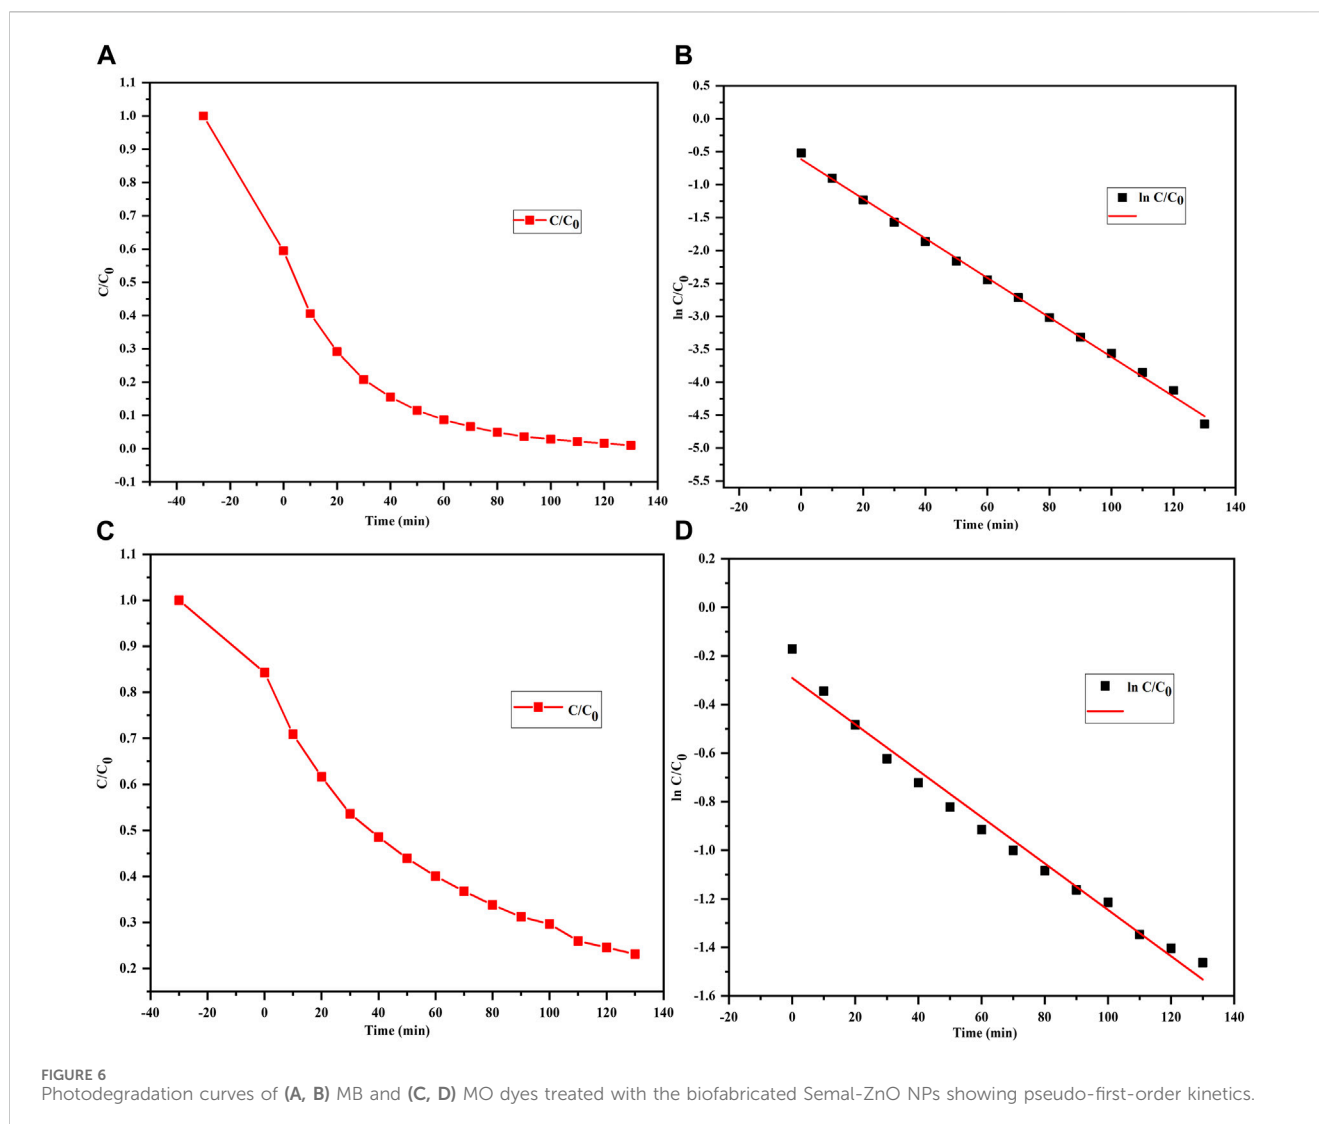 A
1.1
1.0
0.9
0.8
0.7
0.6
0.5
0.4
0.3
0.2
0.1
0.0
-0.1
C/C0
C/C0
-40 -20 0 20 40 60 80 100 120 140
Time (min)
B
0.5
0.0
-0.5
-1.0
-1.5
-2.0
-2.5
-3.0
-3.5
-4.0
-4.5
-5.0
-5.5
ln C/C0
ln C/C0
-20 0 20 40 60 80 100 120 140
Time (min)
C
1.1
1.0
0.9
0.8
0.7
0.6
0.5
0.4
0.3
0.2
C/C0
C/C0
-40 -20 0 20 40 60 80 100 120 140
Time (min)
D
0.2
0.0
-0.2
-0.4
-0.6
-0.8
-1.0
-1.2
-1.4
-1.6
ln C/C0
ln C/C0
-20 0 20 40 60 80 100 120 140
Time (min)
FIGURE 6
Photodegradation curves of (A, B) MB and (C, D) MO dyes treated with the biofabricated Semal-ZnO NPs showing pseudo-first-order kinetics.